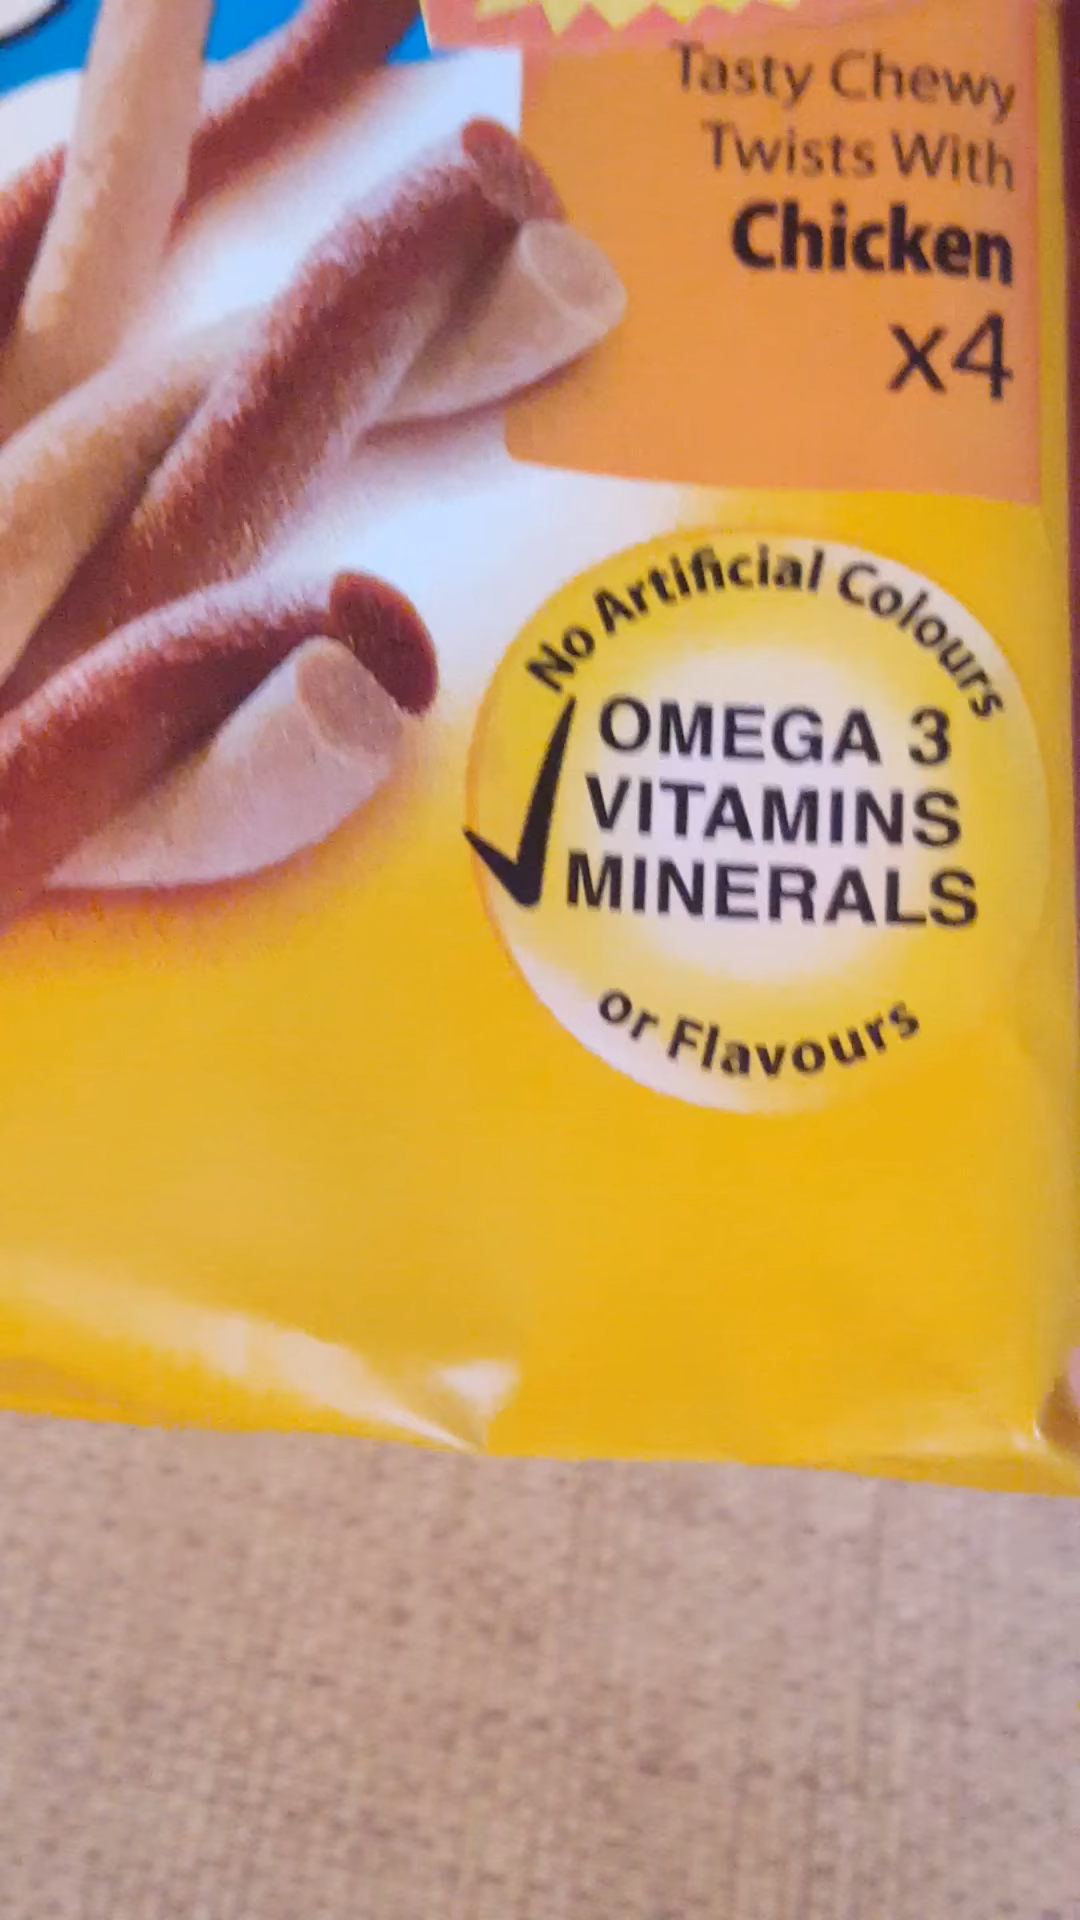 Tasty Chewy
Twists With
Chicken
x4
No Artificial Colours
OMEGA 3
VITAMINS
MINERALS
or Flavours